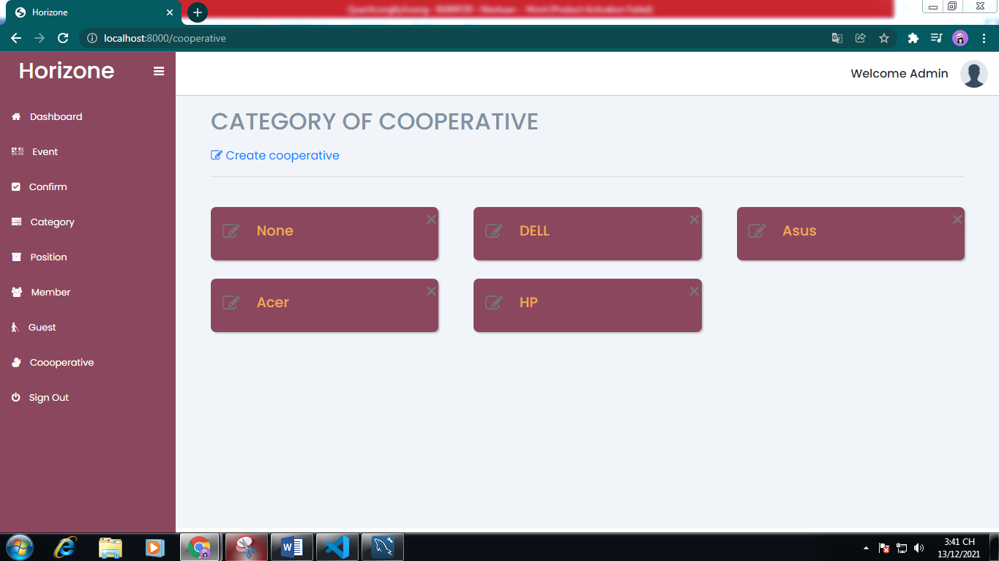 Horizone
localhost:8000/cooperative
Horizone
Welcome Admin
Dashboard
Event
Confirm
Category
Position
Member
Guest
Coooperative
Sign Out
CATEGORY OF COOPERATIVE
Create cooperative
None
DELL
Asus
Acer
HP
3:41 CH
13/12/2021